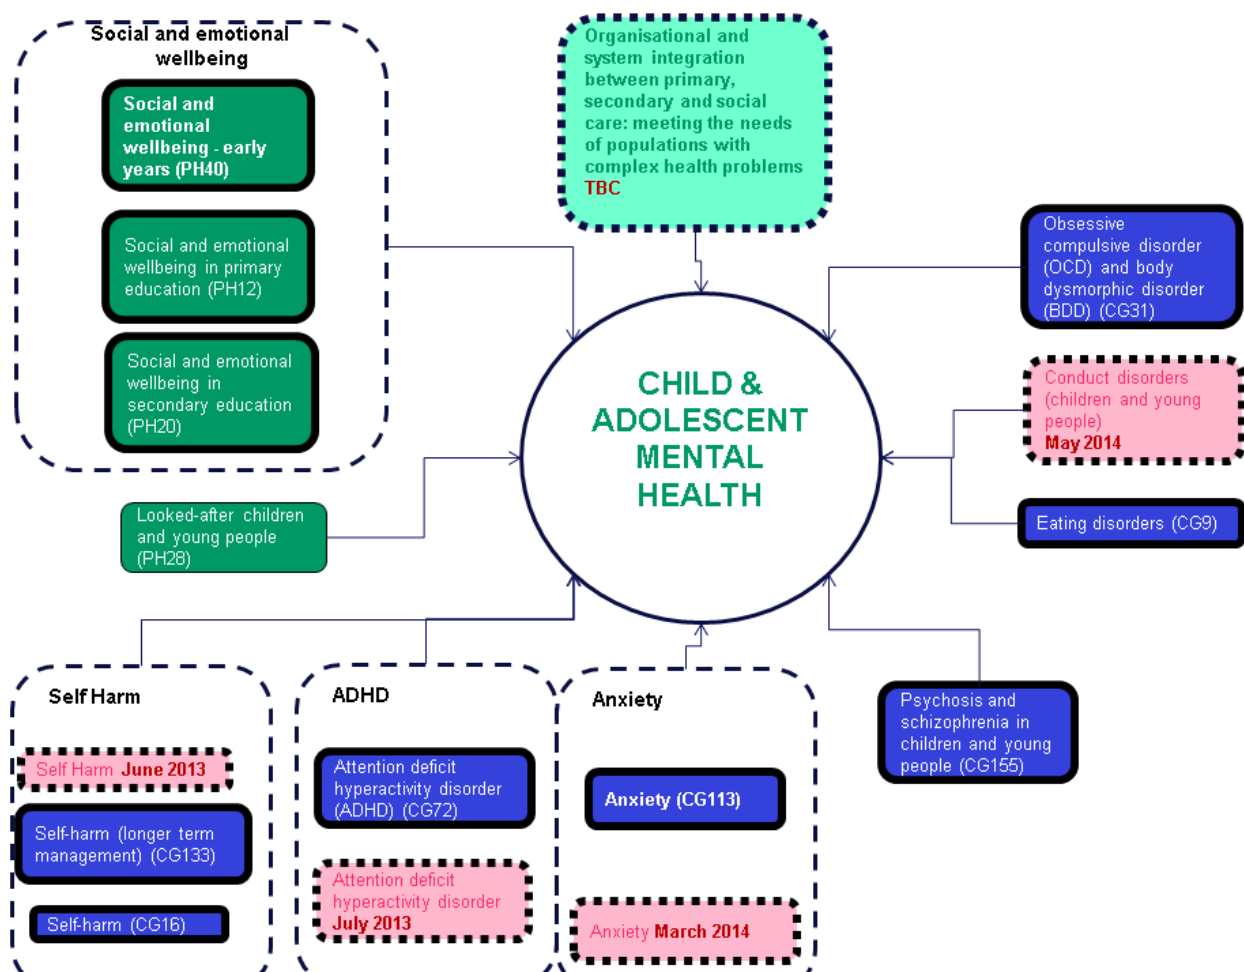 Social and emotional
wellbeing
Social and
emotional
wellbeing - early
years (PH40)
Social and emotional
wellbeing in primary
education (PH12)
Social and emotional
wellbeing in
secondary education
(PH20)
Looked-after children
and young people
(PH28)
Organisational and
system integration
between primary,
secondary and social
care: meeting the needs
of populations with
complex health problems
TBC
CHILD &
ADOLESCENT
MENTAL
HEALTH
Obsessive
compulsive disorder
(OCD) and body
dysmorphic disorder
(BDD) (CG31)
Conduct disorders
(children and young
people)
May 2014
Eating disorders (CG9)
Psychosis and
schizophrenia in
children and young
people (CG155)
Self Harm
Self Harm June 2013
Self-harm (longer term
management) (CG133)
Self-harm (CG16)
ADHD
Attention deficit
hyperactivity disorder
(ADHD) (CG72)
Attention deficit
hyperactivity disorder
July 2013
Anxiety
Anxiety (CG113)
Anxiety March 2014